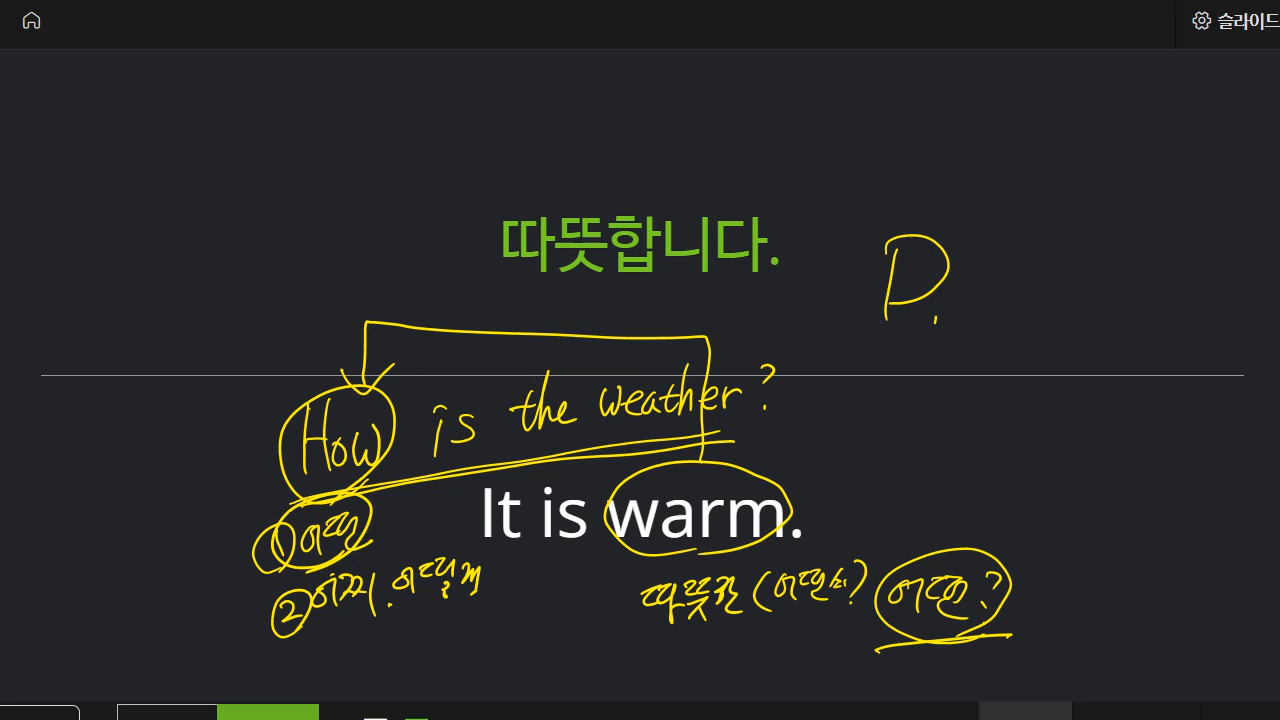 슬라이드
따뜻합니다.
D.
How is the weather?
It is warm.
① 어떤
② 어찌, 어떻게
따뜻한 (어떤 어떤?